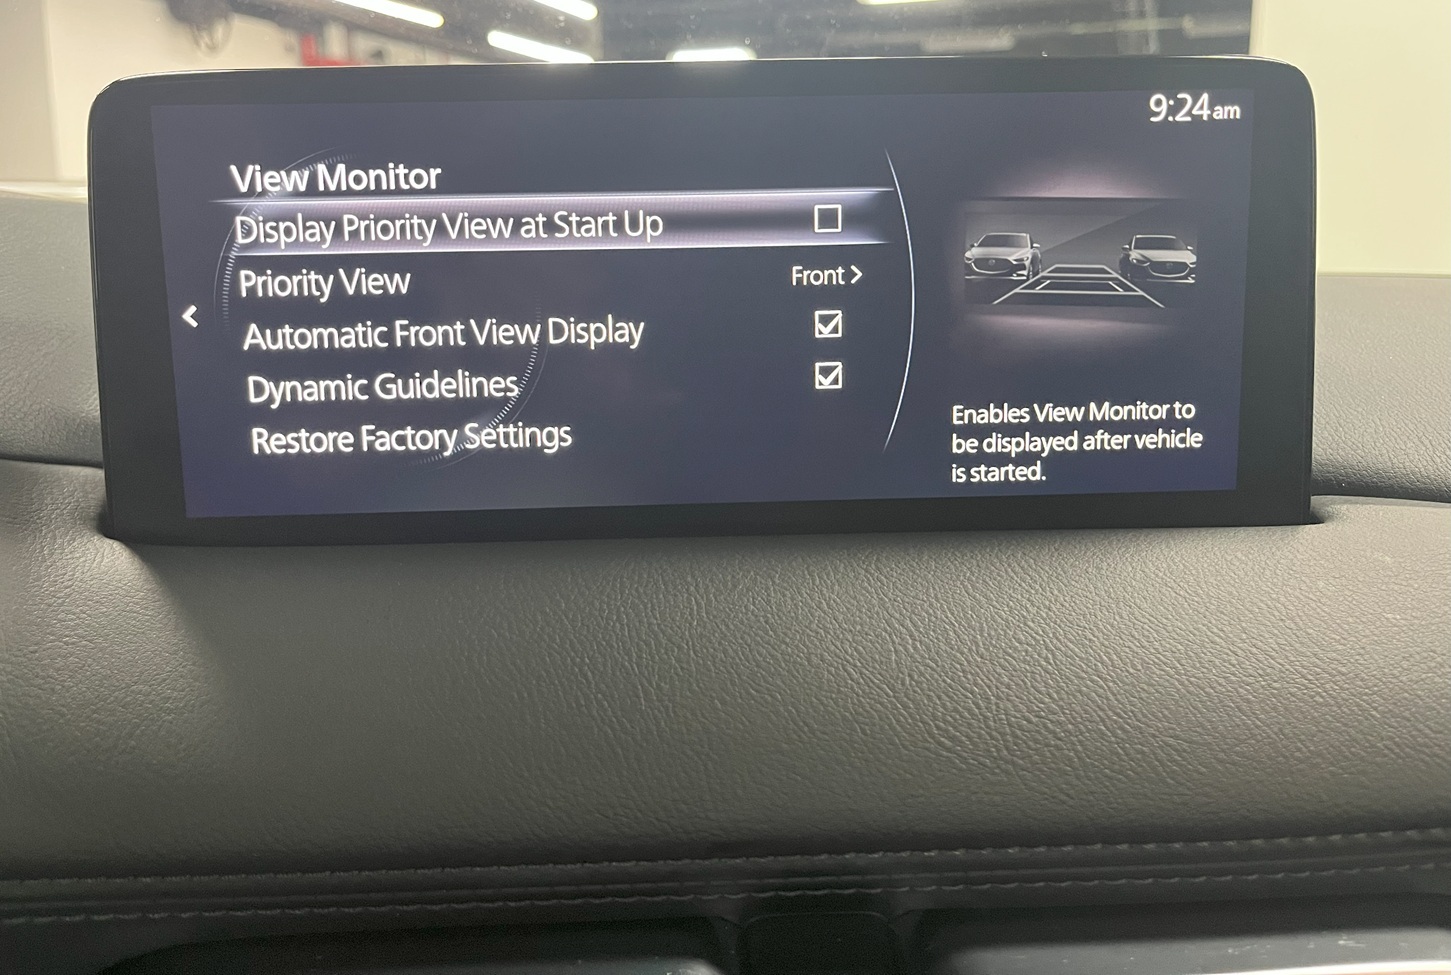 9:24am
View Monitor
Display Priority View at Start Up
Priority View Front >
Automatic Front View Display
Dynamic Guidelines
Restore Factory Settings
Enables View Monitor to
be displayed after vehicle
is started.